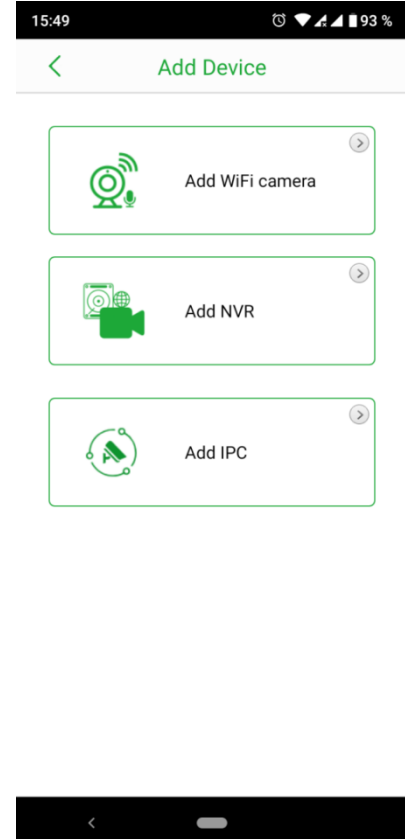 15:49 93 %
Add Device
Add WiFi camera
Add NVR
Add IPC